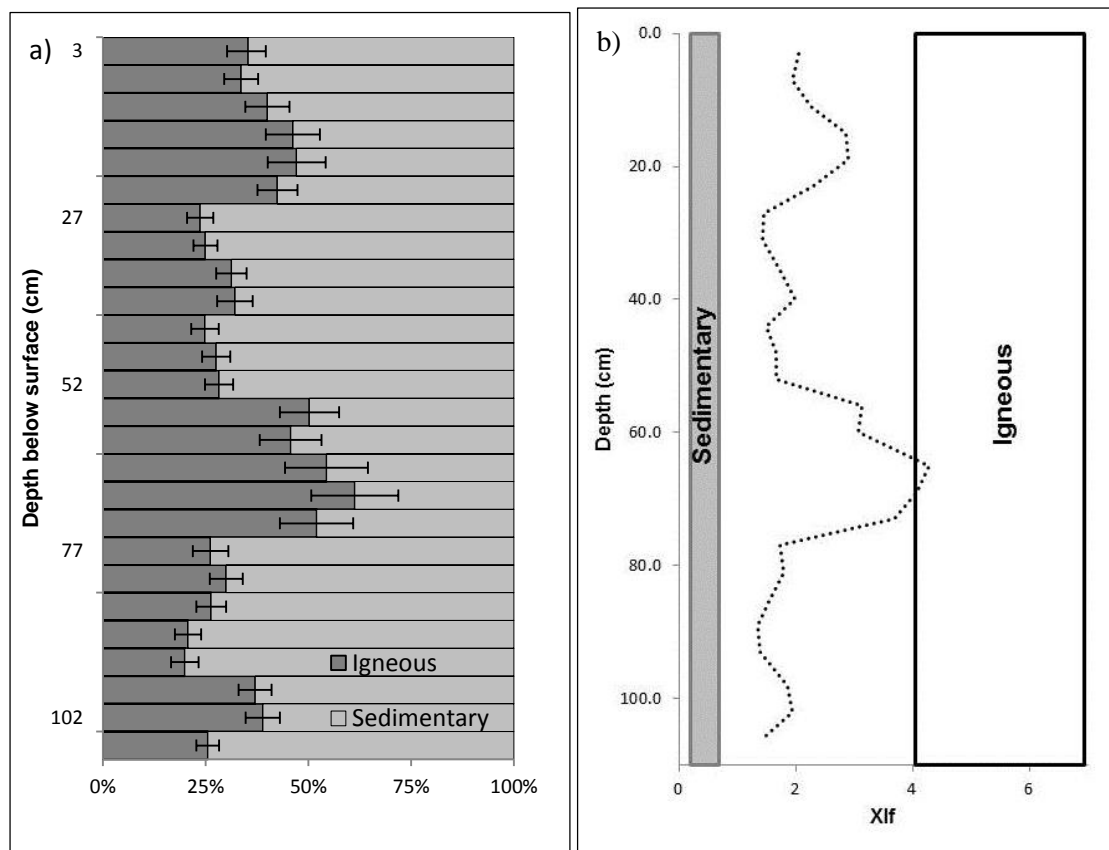 a)
3
27
52
77
102
Depth below surface (cm)
Igneous
Sedimentary
0%
25%
50%
75%
100%
b)
0.0
20.0
40.0
60.0
80.0
100.0
Depth (cm)
Sedimentary
Igneous
0
2
4
6
Xlf